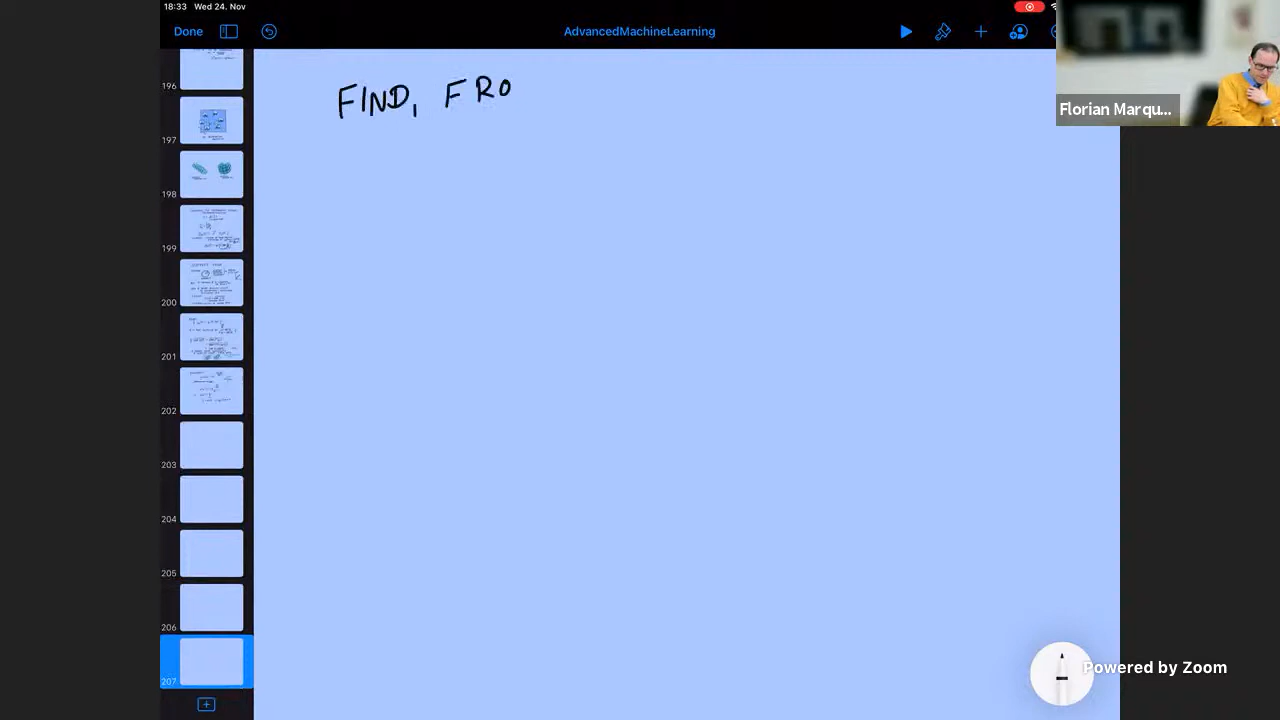 18:33 Wed 24. Nov
Done
AdvancedMachineLearning
FIND, FRO
Florian Marqu...
196
197
198
199
200
201
202
203
204
205
206
207
Powered by Zoom